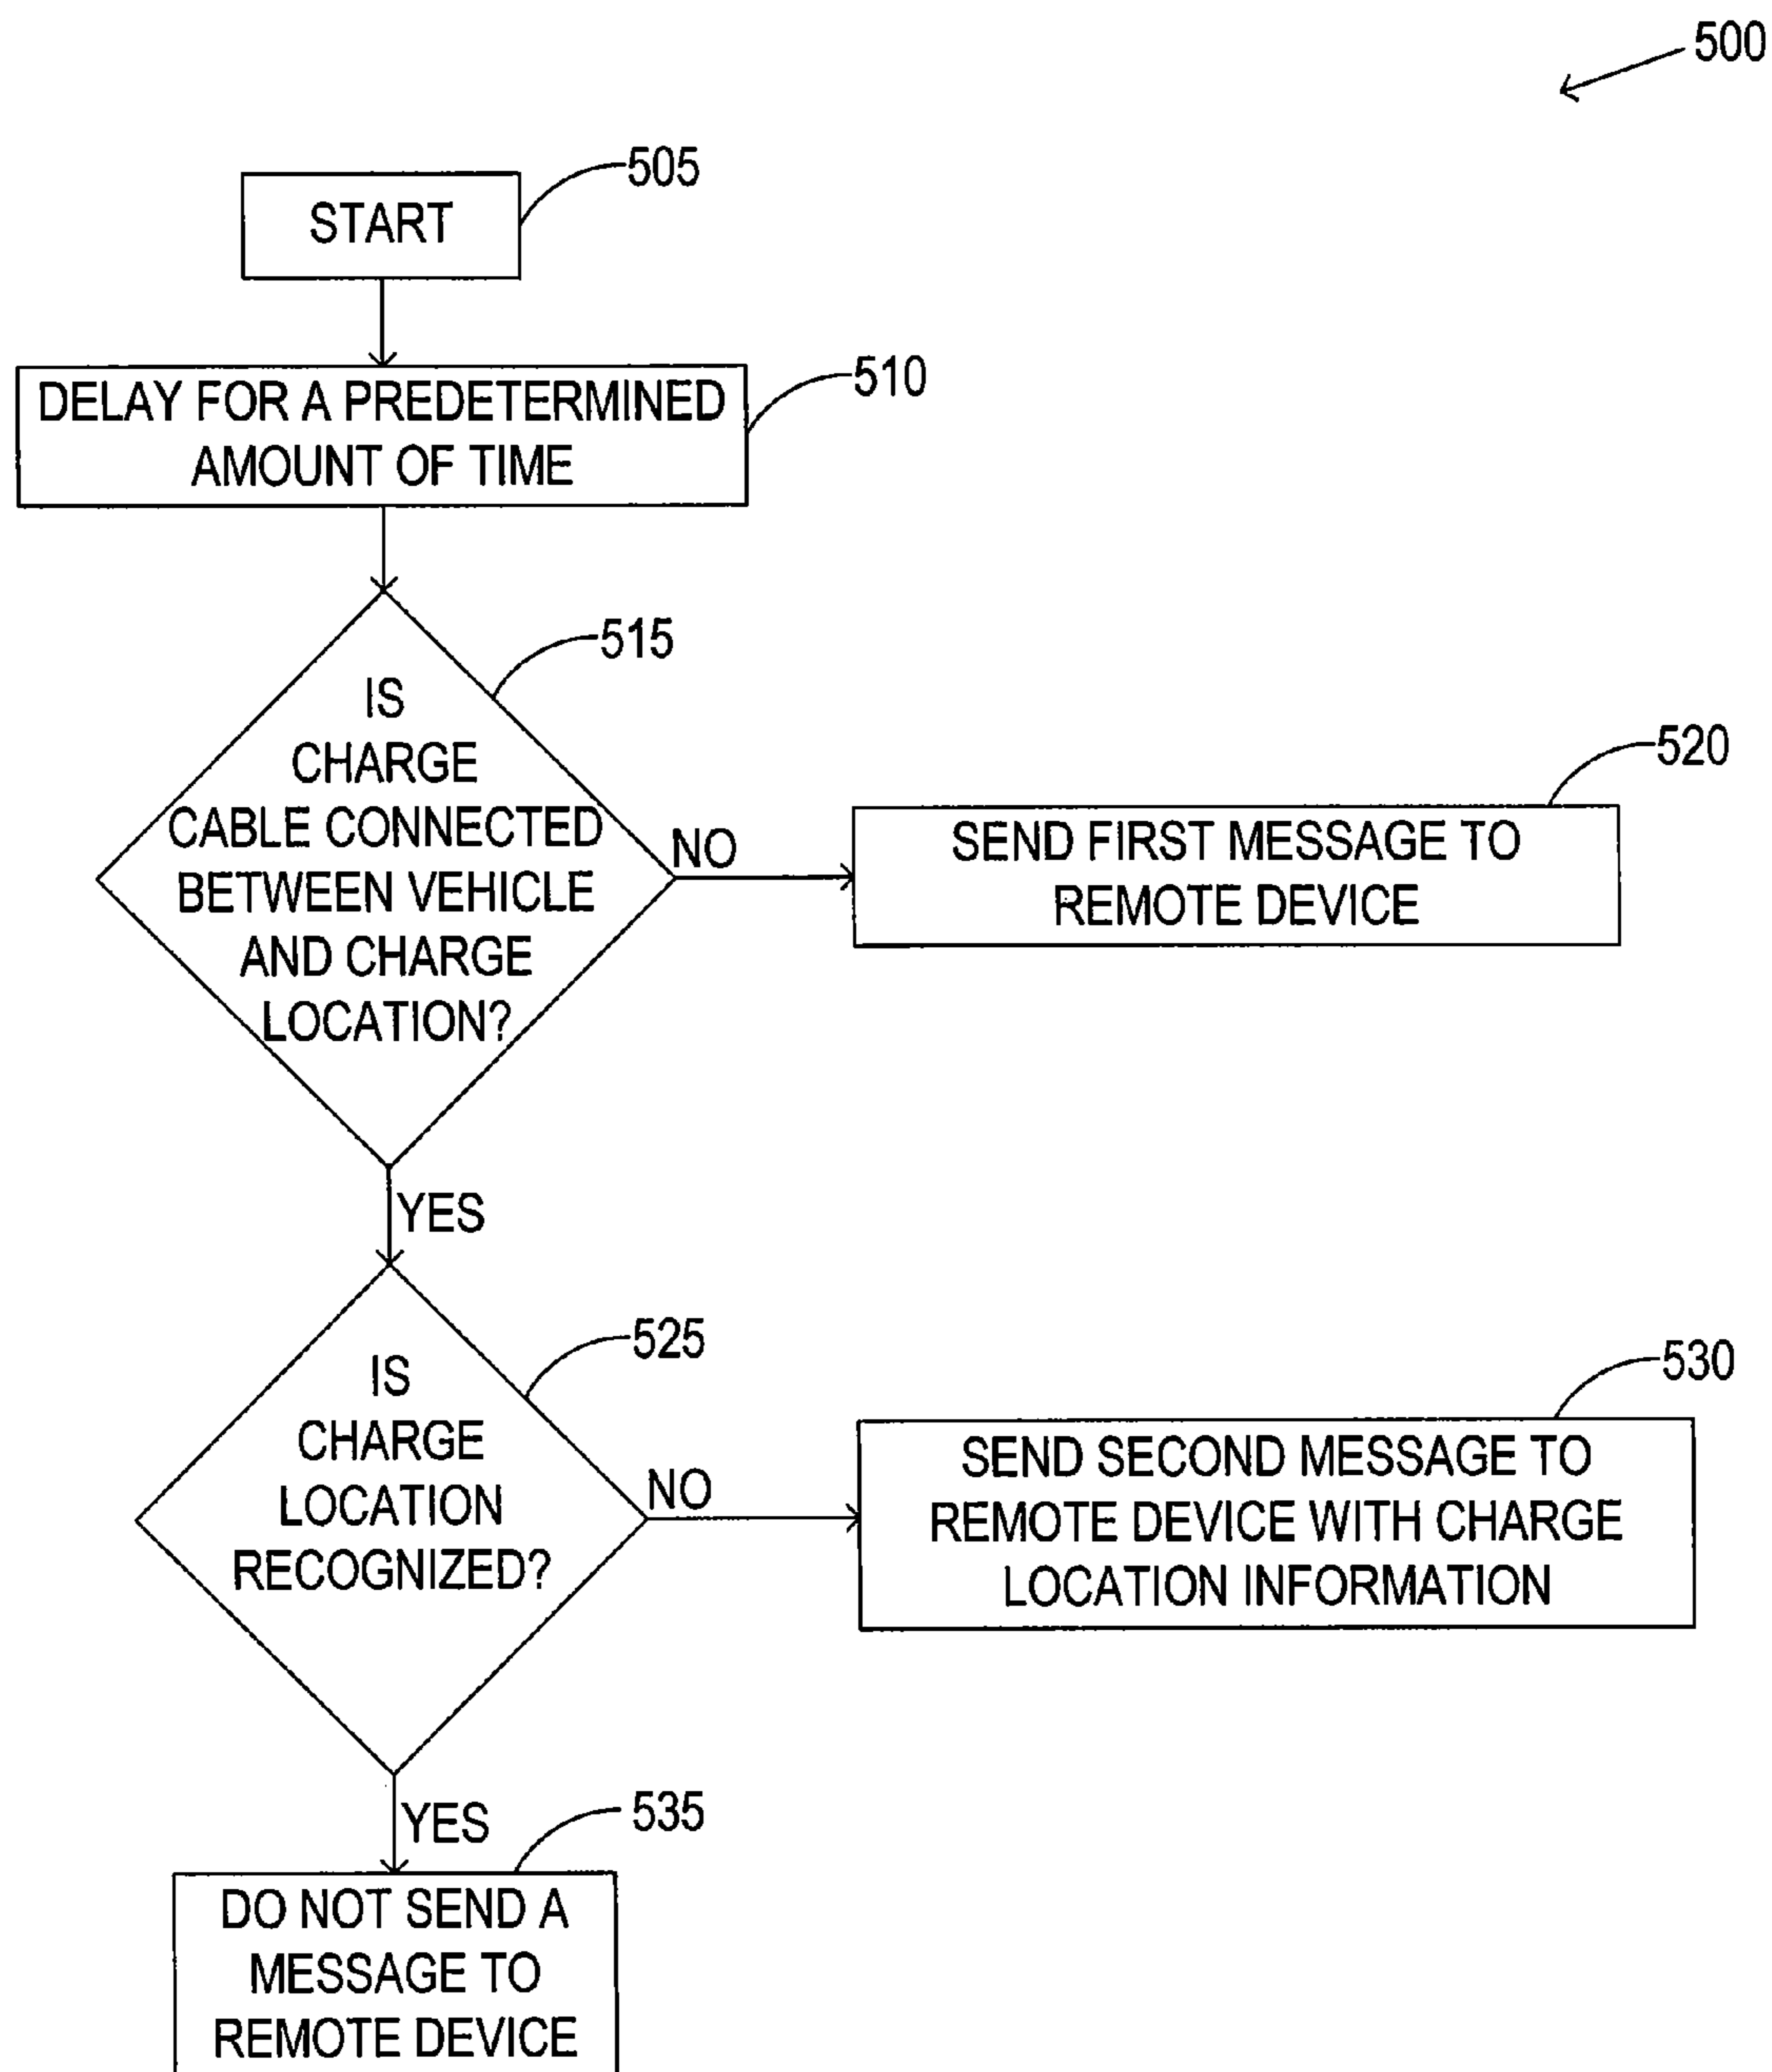 500
505
START
510
DELAY FOR A PREDETERMINED
AMOUNT OF TIME
515
IS
CHARGE
CABLE CONNECTED
BETWEEN VEHICLE
AND CHARGE
LOCATION?
NO
520
SEND FIRST MESSAGE TO
REMOTE DEVICE
YES
525
IS
CHARGE
LOCATION
RECOGNIZED?
NO
530
SEND SECOND MESSAGE TO
REMOTE DEVICE WITH CHARGE
LOCATION INFORMATION
YES
535
DO NOT SEND A
MESSAGE TO
REMOTE DEVICE